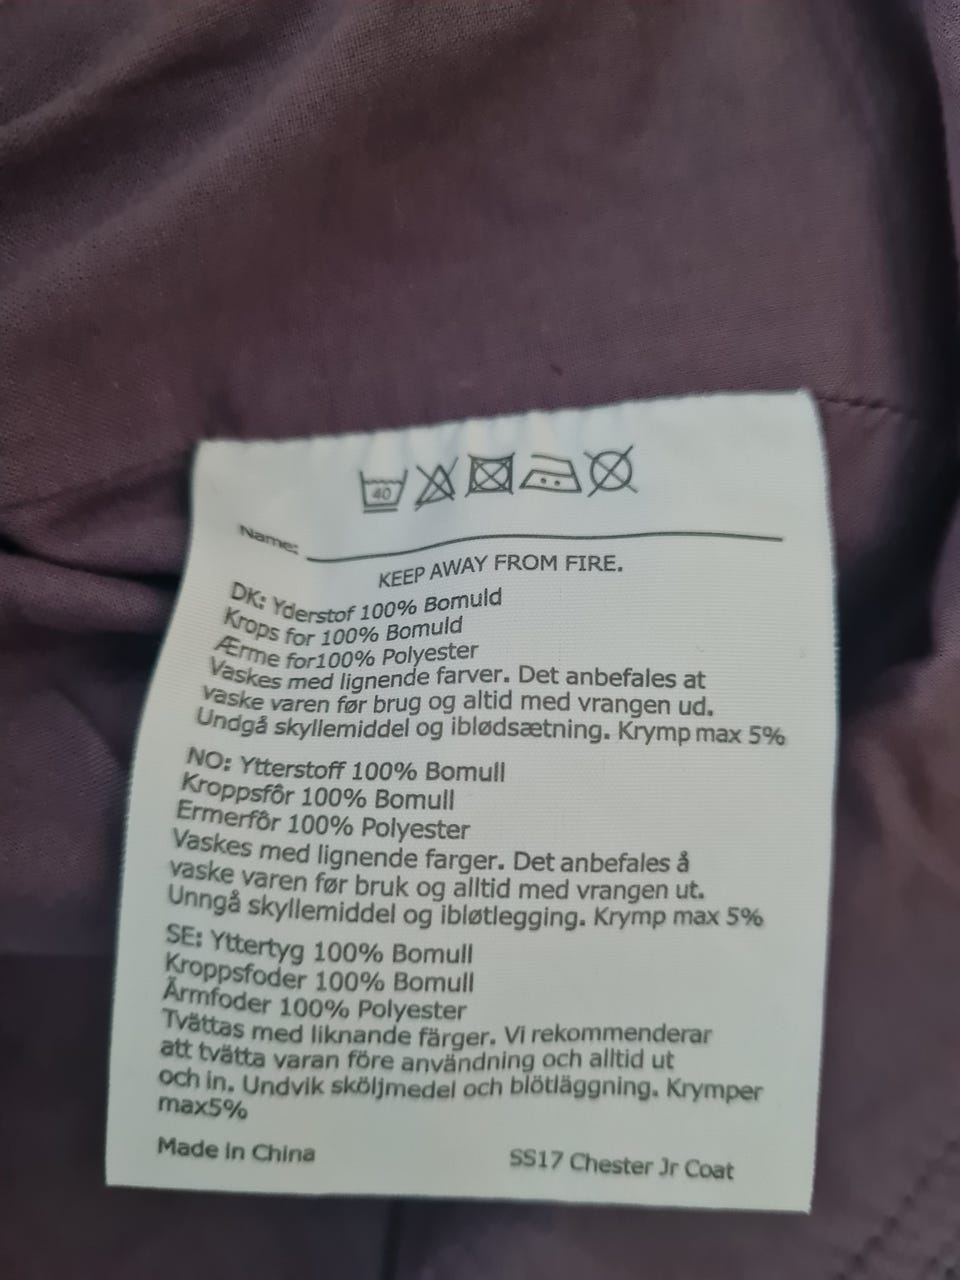 40
Name:
KEEP AWAY FROM FIRE.
DK: Yderstof 100% Bomuld
Krops for 100% Bomuld
Ærme for100% Polyester
Vaskes med lignende farver. Det anbefales at
vaske varen før brug og altid med vrangen ud.
Undgå skyllemiddel og iblødsætning. Krymp max 5%
NO: Ytterstoff 100% Bomull
Kroppsfôr 100% Bomull
Ermerfôr 100% Polyester
Vaskes med lignende farger. Det anbefales å
vaske varen før bruk og alltid med vrangen ut.
Unngå skyllemiddel og ibløtlegging. Krymp max 5%
SE: Yttertyg 100% Bomull
Kroppsfoder 100% Bomull
Ärmfoder 100% Polyester
Tvättas med liknande färger. Vi rekommenderar
att tvätta varan före användning och alltid ut
och in. Undvik sköljmedel och blötläggning. Krymper
max5%
Made in China SS17 Chester Jr Coat